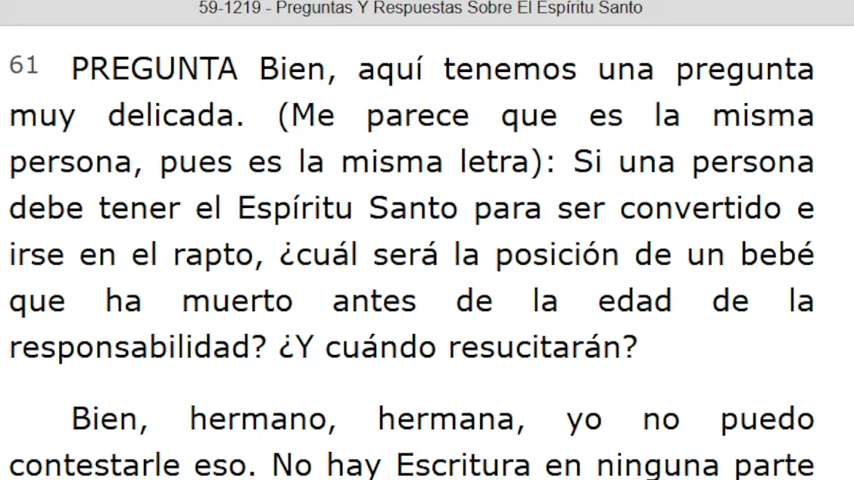 59-1219 - Preguntas Y Respuestas Sobre El Espíritu Santo
61 PREGUNTA Bien, aquí tenemos una pregunta
muy delicada. (Me parece que es la misma
persona, pues es la misma letra): Si una persona
debe tener el Espíritu Santo para ser convertido e
irse en el rapto, ¿cuál será la posición de un bebé
que ha muerto antes de la edad de la
responsabilidad? ¿Y cuándo resucitarán?
Bien, hermano, hermana, yo no puedo
contestarle eso. No hay Escritura en ninguna parte